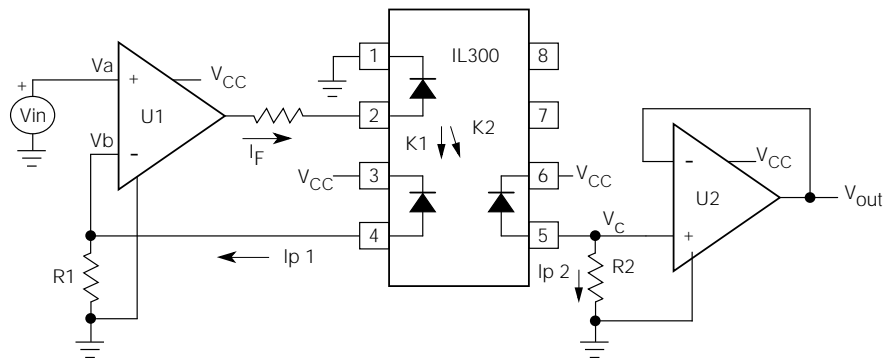 1
IL300
8
Va
+
V_CC
+
Vin
U1
2
7
I_F
K1
K2
Vb
-
V_CC
3
6
V_CC
-
V_CC
U2
V_out
4
5
V_C
+
Ip 1
Ip 2
R1
R2